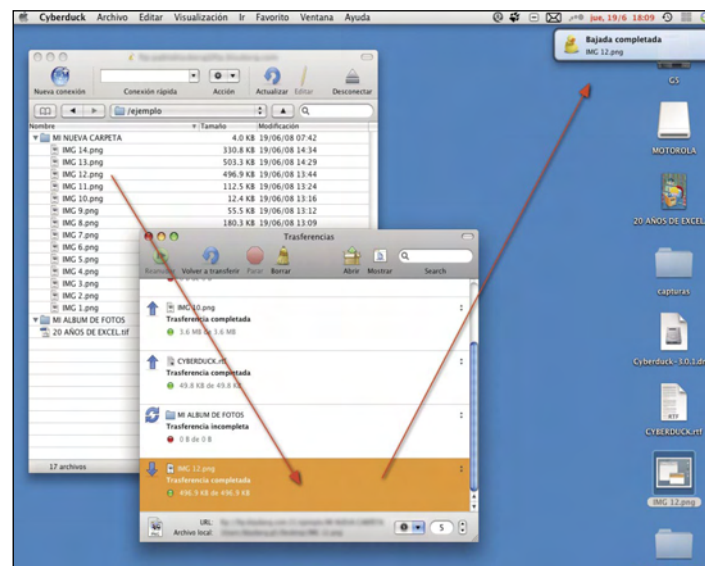 Cyberduck Archivo Editar Visualización Ir Favorito Ventana Ayuda
jue, 19/6 18:09
Bajada completada
IMG 12.png
Nueva conexión Conexión rápida Acción Actualizar Editar Desconectar
/ejemplo
Nombre Tamaño Modificación
MI NUEVA CARPETA 4.0 KB 19/06/08 07:42
IMG 14.png 330.8 KB 19/06/08 14:34
IMG 13.png 503.3 KB 19/06/08 14:29
IMG 12.png 496.9 KB 19/06/08 13:44
IMG 11.png 112.5 KB 19/06/08 13:24
IMG 10.png 12.4 KB 19/06/08 13:16
IMG 9.png 55.5 KB 19/06/08 13:12
IMG 8.png 180.3 KB 19/06/08 13:09
IMG 7.png
IMG 6.png
IMG 5.png
IMG 4.png
IMG 3.png
IMG 2.png
IMG 1.png
MI ALBUM DE FOTOS
20 AÑOS DE EXCEL.tif
17 archivos
Trasferencias
Reanudar Volver a transferir Parar Borrar Abrir Mostrar Search
IMG 10.png
Trasferencia completada
3.6 MB de 3.6 MB
CYBERDUCK.rtf
Trasferencia completada
49.8 KB de 49.8 KB
MI ALBUM DE FOTOS
Trasferencia incompleta
0 B de 0 B
IMG 12.png
Trasferencia completada
496.9 KB de 496.9 KB
URL:
Archivo local:
5
MOTOROLA
20 AÑOS DE EXCEL
capturas
Cyberduck-3.0.1.d
RTF
CYBERDUCK.rtf
IMG 12.png